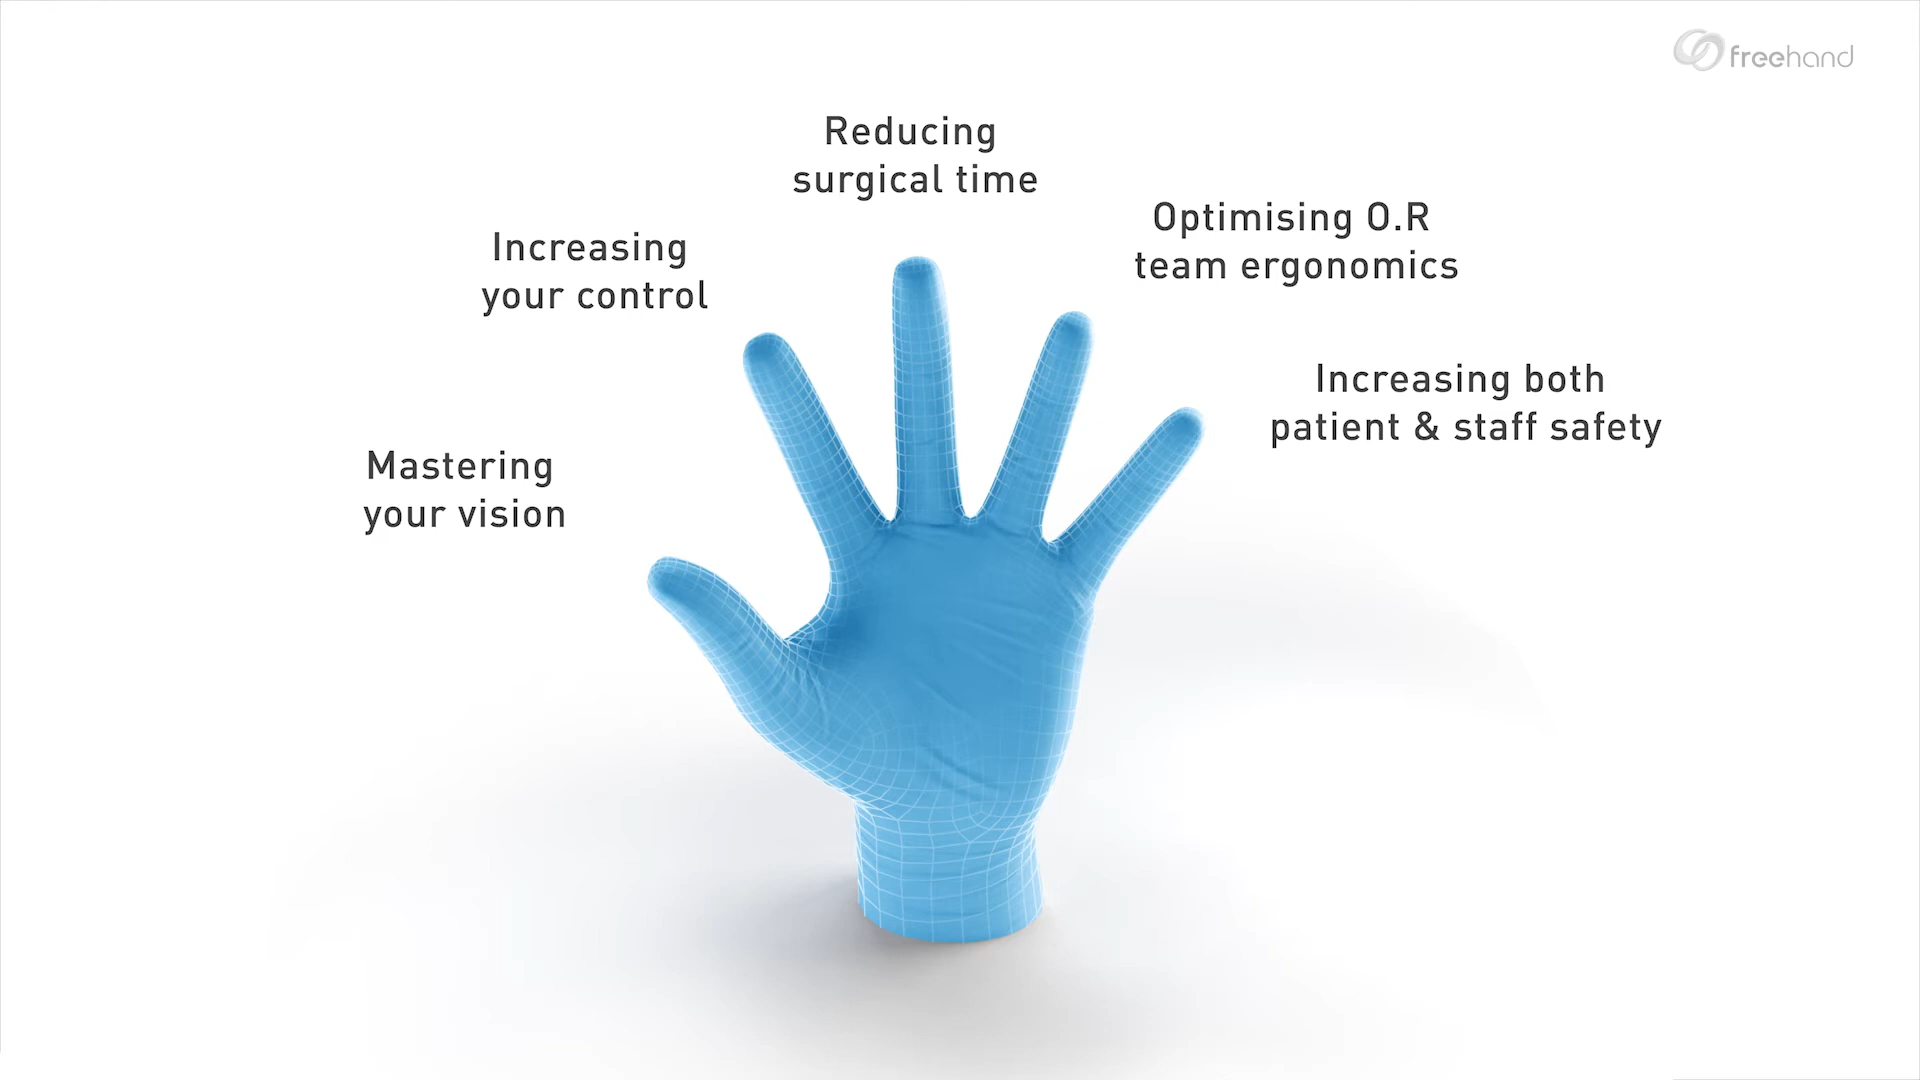 freehand
Reducing
surgical time
Optimising O.R
team ergonomics
Increasing
your control
Increasing both
patient & staff safety
Mastering
your vision